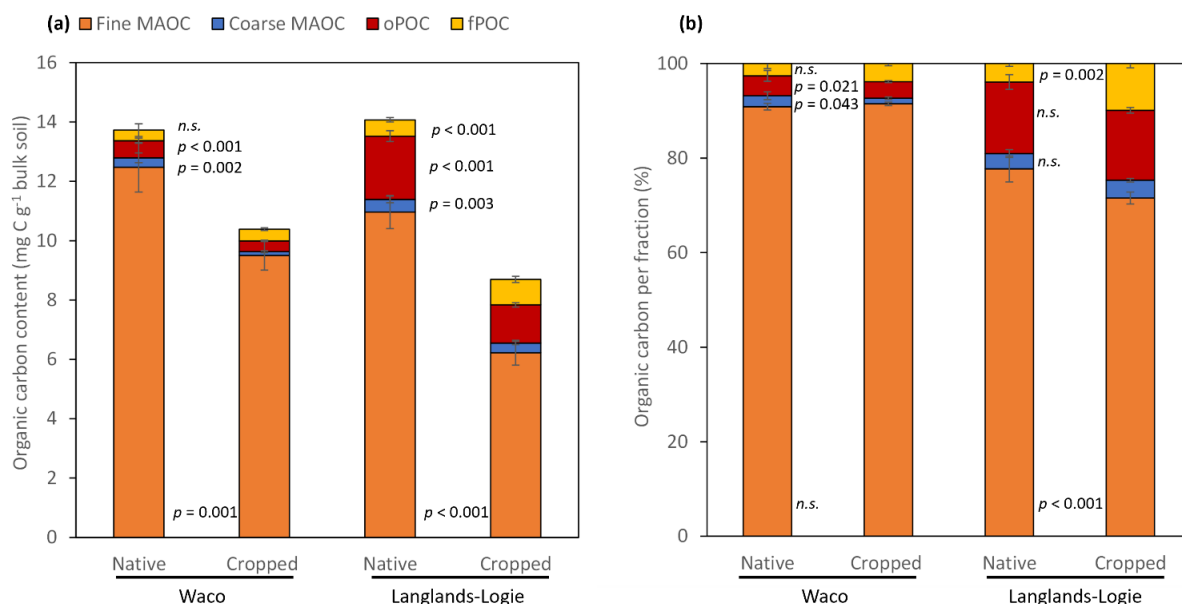 (a) Fine MAOC Coarse MAOC oPOC fPOC
Organic carbon content (mg C g⁻¹ bulk soil)
16
14
12
10
8
6
4
2
0
n.s.
p < 0.001
p = 0.002
p = 0.001
p < 0.001
p < 0.001
p = 0.003
p < 0.001
Native Cropped Native Cropped
Waco Langlands-Logie
(b)
Organic carbon per fraction (%)
100
80
60
40
20
0
n.s.
p = 0.021
p = 0.043
n.s.
p = 0.002
n.s.
n.s.
p < 0.001
Native Cropped Native Cropped
Waco Langlands-Logie